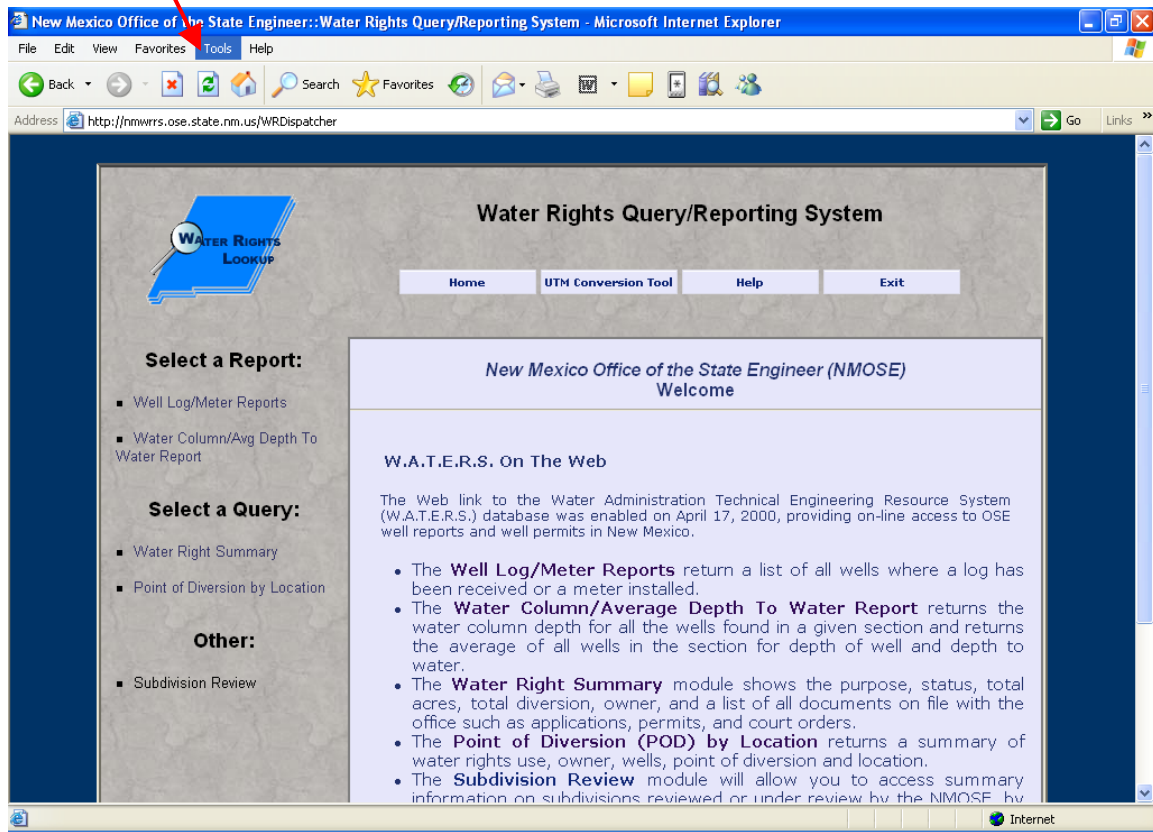 New Mexico Office of the State Engineer::Water Rights Query/Reporting System - Microsoft Internet Explorer
File Edit View Favorites Tools Help
Back Search Favorites
Address http://nmwrrs.ose.state.nm.us/WRDispatcher Go Links »
Water Rights Query/Reporting System
WATER RIGHTS
LOOKUP
Home UTM Conversion Tool Help Exit
Select a Report:
Well Log/Meter Reports
Water Column/Avg Depth To
Water Report
Select a Query:
Water Right Summary
Point of Diversion by Location
Other:
Subdivision Review
New Mexico Office of the State Engineer (NMOSE)
Welcome
W.A.T.E.R.S. On The Web
The Web link to the Water Administration Technical Engineering Resource System
(W.A.T.E.R.S.) database was enabled on April 17, 2000, providing on-line access to OSE
well reports and well permits in New Mexico.
• The Well Log/Meter Reports return a list of all wells where a log has
been received or a meter installed.
• The Water Column/Average Depth To Water Report returns the
water column depth for all the wells found in a given section and returns
the average of all wells in the section for depth of well and depth to
water.
• The Water Right Summary module shows the purpose, status, total
acres, total diversion, owner, and a list of all documents on file with the
office such as applications, permits, and court orders.
• The Point of Diversion (POD) by Location returns a summary of
water rights use, owner, wells, point of diversion and location.
• The Subdivision Review module will allow you to access summary
information on subdivisions reviewed or under review by the NMOSE, by
Internet